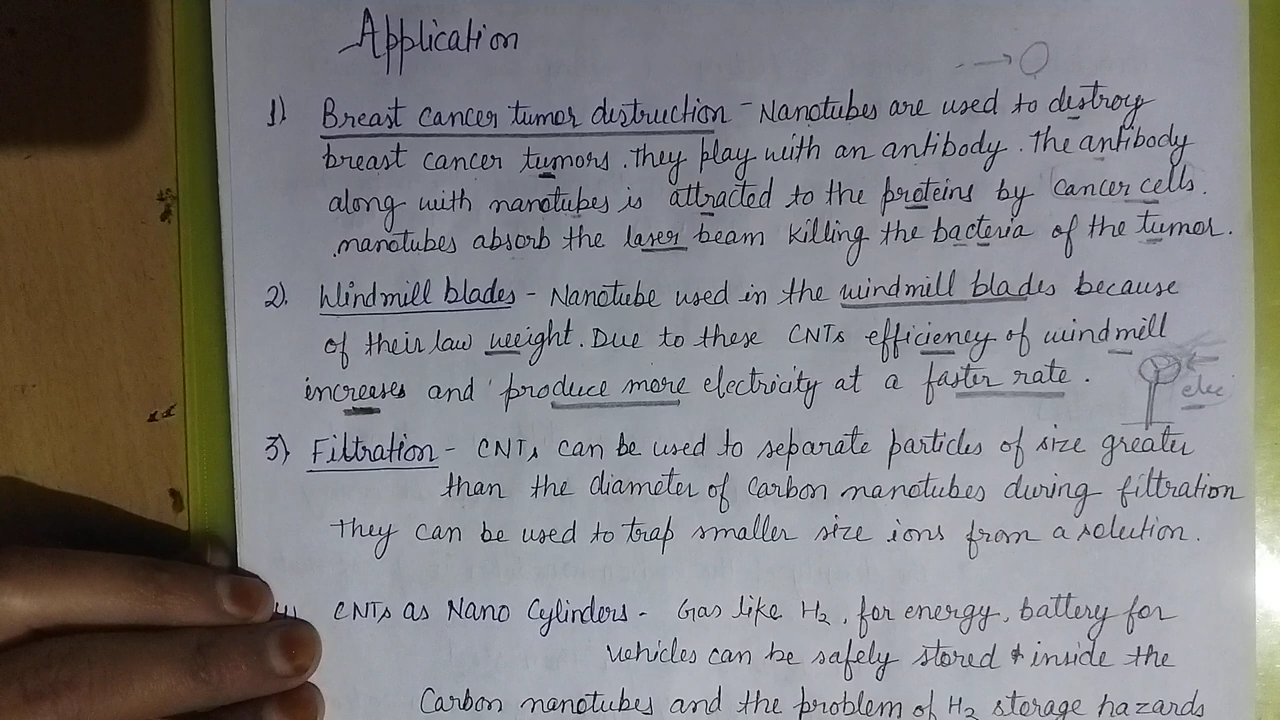 Application
1) Breast cancer tumor distruction - Nanotubes are used to destroy
breast cancer tumors. They play with an antibody. The antibody
along with nanotubes is attracted to the proteins by cancer cells.
nanotubes absorb the laser beam killing the bacteria of the tumor.
2). Windmill blades - Nanotube used in the windmill blades because
of their law weight. Due to these CNTs efficiency of windmill
increases and produce more electricity at a faster rate.
elec
3) Filtration - CNTs can be used to separate particles of size greater
than the diameter of Carbon nanotubes during filtration
They can be used to trap smaller size ions from a solution.
4) CNTs as Nano Cylinders - Gas like H2, for energy, battery for
vehicles can be safely stored inside the
Carbon nanotubes and the problem of H2 storage hazards